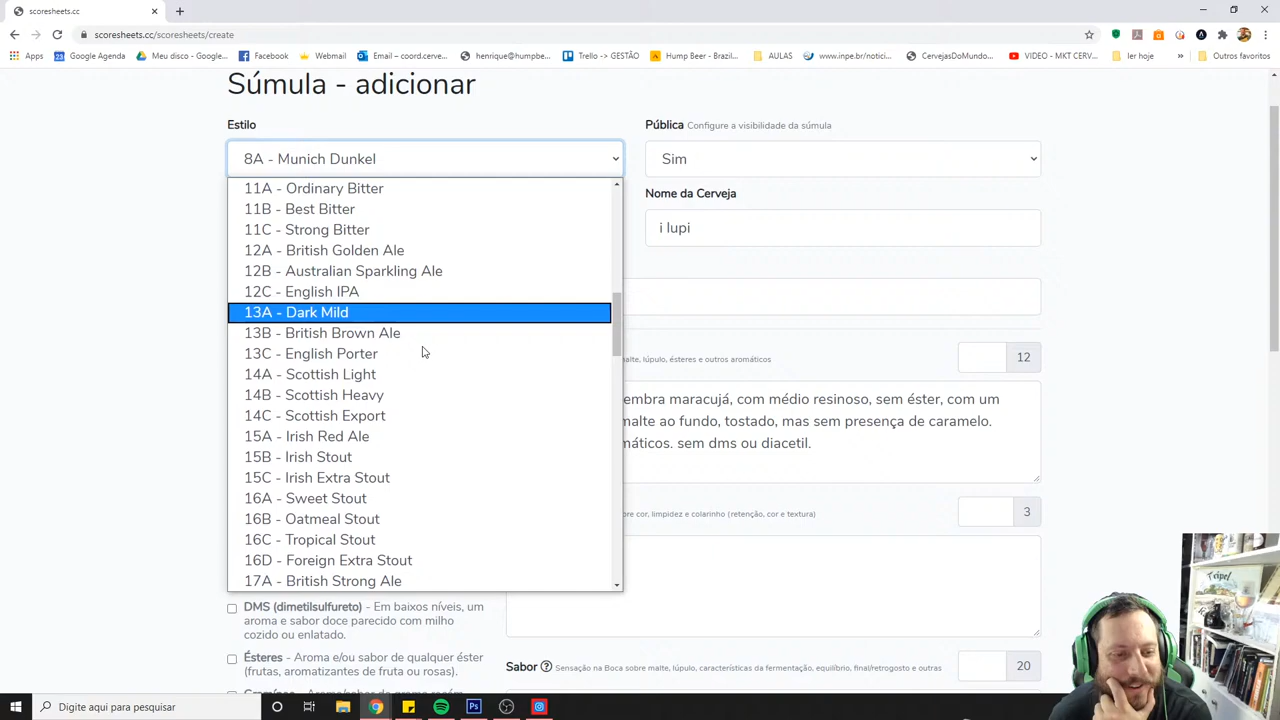 scoresheets.cc
scoresheets.cc/scoresheets/create
Apps
Google Agenda
Meu disco - Google...
Facebook
Webmail
Email – coord.cerve...
henrique@humpbe...
Trello -> GESTÃO
Hump Beer - Brazil...
AULAS
www.inpe.br/notici...
CervejasDoMundo...
VIDEO - MKT CERV...
ler hoje
»
Outros favoritos
Súmula - adicionar
Estilo
Pública Configure a visibilidade da súmula
8A - Munich Dunkel
Sim
11A - Ordinary Bitter
11B - Best Bitter
11C - Strong Bitter
12A - British Golden Ale
12B - Australian Sparkling Ale
12C - English IPA
13A - Dark Mild
13B - British Brown Ale
13C - English Porter
14A - Scottish Light
14B - Scottish Heavy
14C - Scottish Export
15A - Irish Red Ale
15B - Irish Stout
15C - Irish Extra Stout
16A - Sweet Stout
16B - Oatmeal Stout
16C - Tropical Stout
16D - Foreign Extra Stout
17A - British Strong Ale
Nome da Cerveja
i lupi
malte, lúpulo, ésteres e outros aromáticos
12
embra maracujá, com médio resinoso, sem éster, com um
malte ao fundo, tostado, mas sem presença de caramelo.
máticos. sem dms ou diacetil.
bre cor, limpidez e colarinho (retenção, cor e textura)
3
DMS (dimetilsulfureto) - Em baixos níveis, um
aroma e sabor doce parecido com milho
cozido ou enlatado.
Ésteres - Aroma e/ou sabor de qualquer éster
(frutas, aromatizantes de fruta ou rosas).
Sabor Sensação na Boca sobre malte, lúpulo, características da fermentação, equilíbrio, final/retrogosto e outras
20
Teipel
Digite aqui para pesquisar